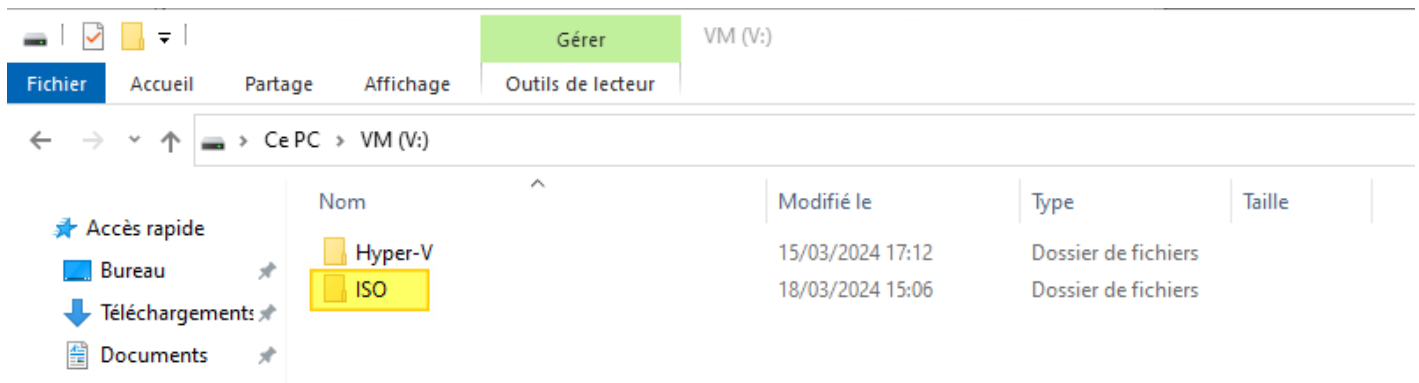 Gérer VM (V:)
Fichier Accueil Partage Affichage Outils de lecteur
Ce PC VM (V:)
Nom Modifié le Type Taille
Accès rapide
Hyper-V 15/03/2024 17:12 Dossier de fichiers
Bureau
ISO 18/03/2024 15:06 Dossier de fichiers
Téléchargements
Documents